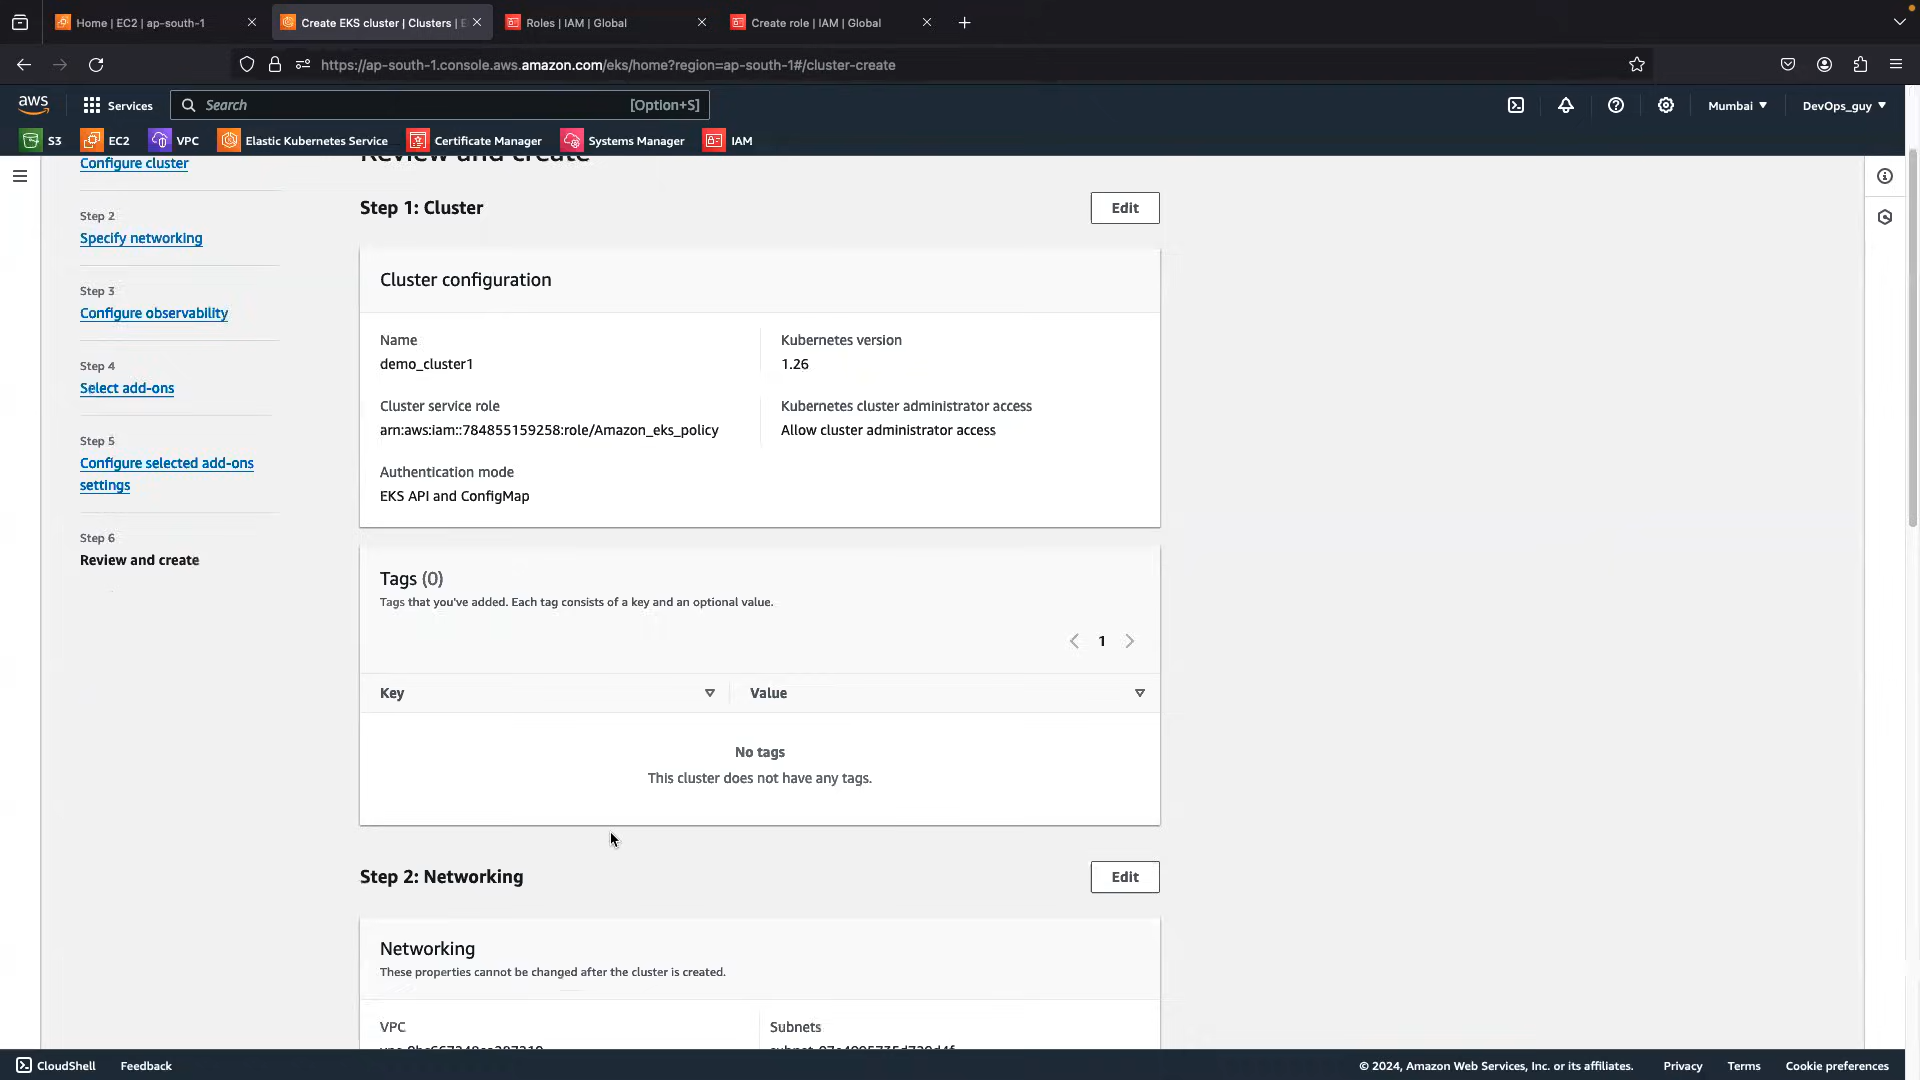 Home | EC2 | ap-south-1
Create EKS cluster | Clusters | E
Roles | IAM | Global
Create role | IAM | Global
https://ap-south-1.console.aws.amazon.com/eks/home?region=ap-south-1#/cluster-create
aws
Services
Search
[Option+S]
Mumbai
DevOps_guy
S3
EC2
VPC
Elastic Kubernetes Service
Certificate Manager
Systems Manager
IAM
Configure cluster
Step 2
Specify networking
Step 3
Configure observability
Step 4
Select add-ons
Step 5
Configure selected add-ons
settings
Step 6
Review and create
Review and create
Step 1: Cluster
Edit
Cluster configuration
Name
demo_cluster1
Kubernetes version
1.26
Cluster service role
arn:aws:iam::784855159258:role/Amazon_eks_policy
Kubernetes cluster administrator access
Allow cluster administrator access
Authentication mode
EKS API and ConfigMap
Tags (0)
Tags that you've added. Each tag consists of a key and an optional value.
1
Key
Value
No tags
This cluster does not have any tags.
Step 2: Networking
Edit
Networking
These properties cannot be changed after the cluster is created.
VPC
Subnets
CloudShell
Feedback
© 2024, Amazon Web Services, Inc. or its affiliates.
Privacy
Terms
Cookie preferences